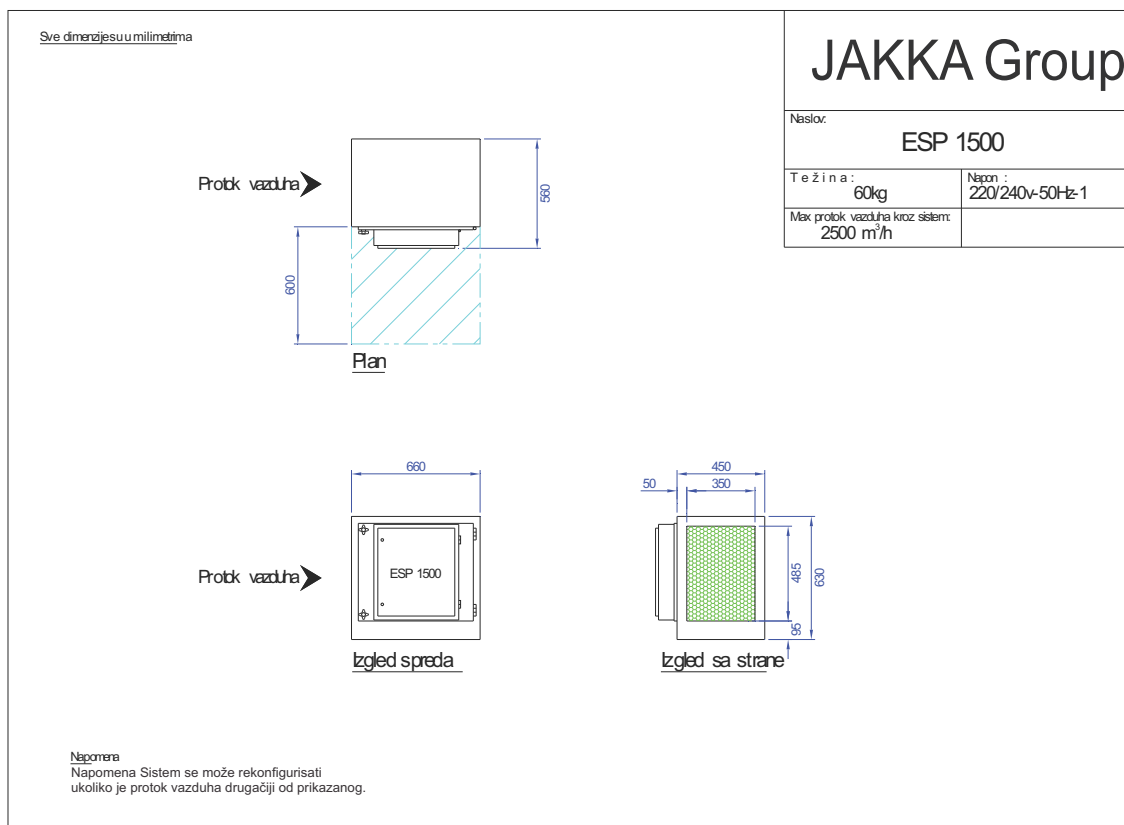 Sve dimenzije su u milimetrima
JAKKA Group
Naslov:
ESP 1500
Težina:
60kg
Napon :
220/240v-50Hz-1
Max protok vazduha kroz sistem:
2500 m³/h
Protok vazduha
560
600
Plan
660
Protok vazduha
ESP 1500
Izgled spreda
450
50
350
485
630
95
Izgled sa strane
Napomena
Napomena Sistem se može rekonfigurisati
ukoliko je protok vazduha drugačiji od prikazanog.